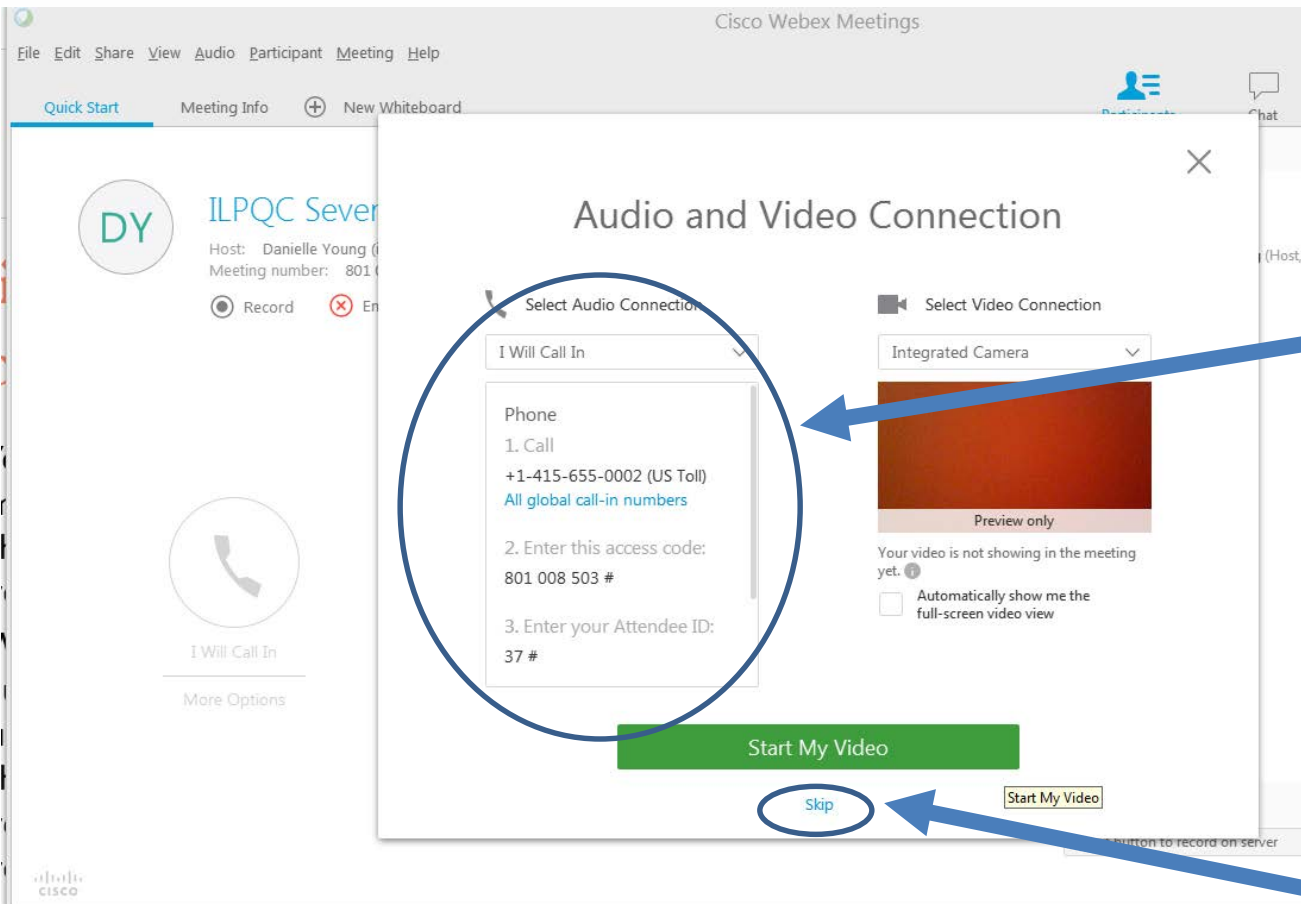 Cisco Webex Meetings
File Edit Share View Audio Participant Meeting Help
Quick Start Meeting Info New Whiteboard
Participants Chat
DY
ILPQC Sever
Host: Danielle Young
Meeting number: 801
Record
(Host,
I Will Call In
More Options
Audio and Video Connection
Select Audio Connection
I Will Call In
Phone
1. Call
+1-415-655-0002 (US Toll)
All global call-in numbers
2. Enter this access code:
801 008 503 #
3. Enter your Attendee ID:
37 #
Select Video Connection
Integrated Camera
Preview only
Your video is not showing in the meeting
yet.
Automatically show me the
full-screen video view
Start My Video
Skip
Start My Video
button to record on server
CISCO